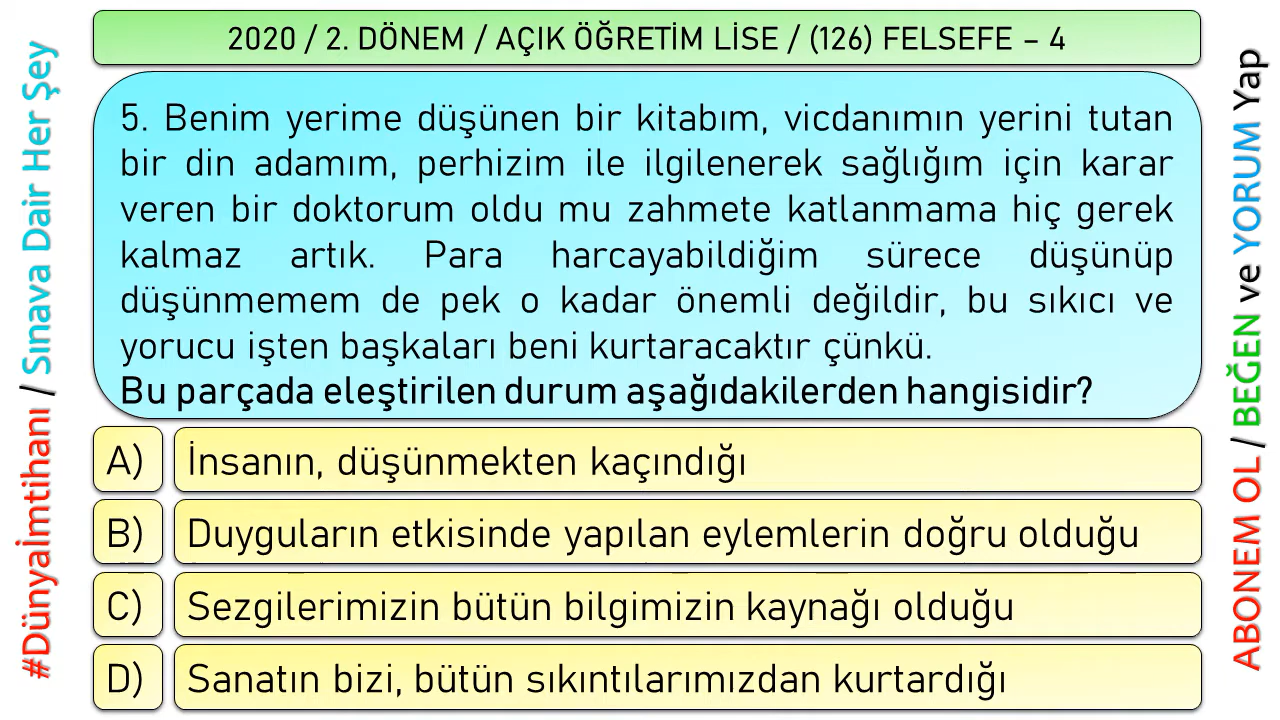 2020 / 2. DÖNEM / AÇIK ÖĞRETİM LİSE / (126) FELSEFE – 4
#Dünyaİmtihanı / Sınava Dair Her Şey
5. Benim yerime düşünen bir kitabım, vicdanımın yerini tutan
bir din adamım, perhizim ile ilgilenerek sağlığım için karar
veren bir doktorum oldu mu zahmete katlanmama hiç gerek
kalmaz artık. Para harcayabildiğim sürece düşünüp
düşünmemem de pek o kadar önemli değildir, bu sıkıcı ve
yorucu işten başkaları beni kurtaracaktır çünkü.
Bu parçada eleştirilen durum aşağıdakilerden hangisidir?
A) İnsanın, düşünmekten kaçındığı
B) Duyguların etkisinde yapılan eylemlerin doğru olduğu
C) Sezgilerimizin bütün bilgimizin kaynağı olduğu
D) Sanatın bizi, bütün sıkıntılarımızdan kurtardığı
ABONEM OL / BEĞEN ve YORUM Yap